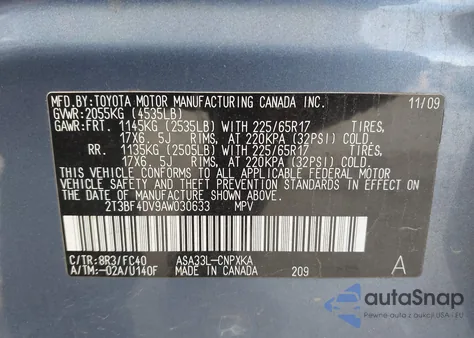 MFD.BY:TOYOTA MOTOR MANUFACTURING CANADA INC. 11/09
GVWR:2055KG (4535LB)
GAWR:FRT. 1145KG (2535LB) WITH 225/65R17 TIRES,
17X6.5J RIMS, AT 220KPA (32PSI) COLD.
RR. 1135KG (2505LB) WITH 225/65R17 TIRES,
17X6.5J RIMS, AT 220KPA (32PSI) COLD.
THIS VEHICLE CONFORMS TO ALL APPLICABLE FEDERAL MOTOR
VEHICLE SAFETY STANDARDS IN EFFECT ON THE DATE OF
MANUFACTURE SHOWN ABOVE.
2T3BF4DV9AW030633 MPV
C/TR:8R3/FC40 ASA33L-CNPXKA
A/TM:-02A/U140F MADE IN CANADA 209 A
autoSnap
by autoauctions.io